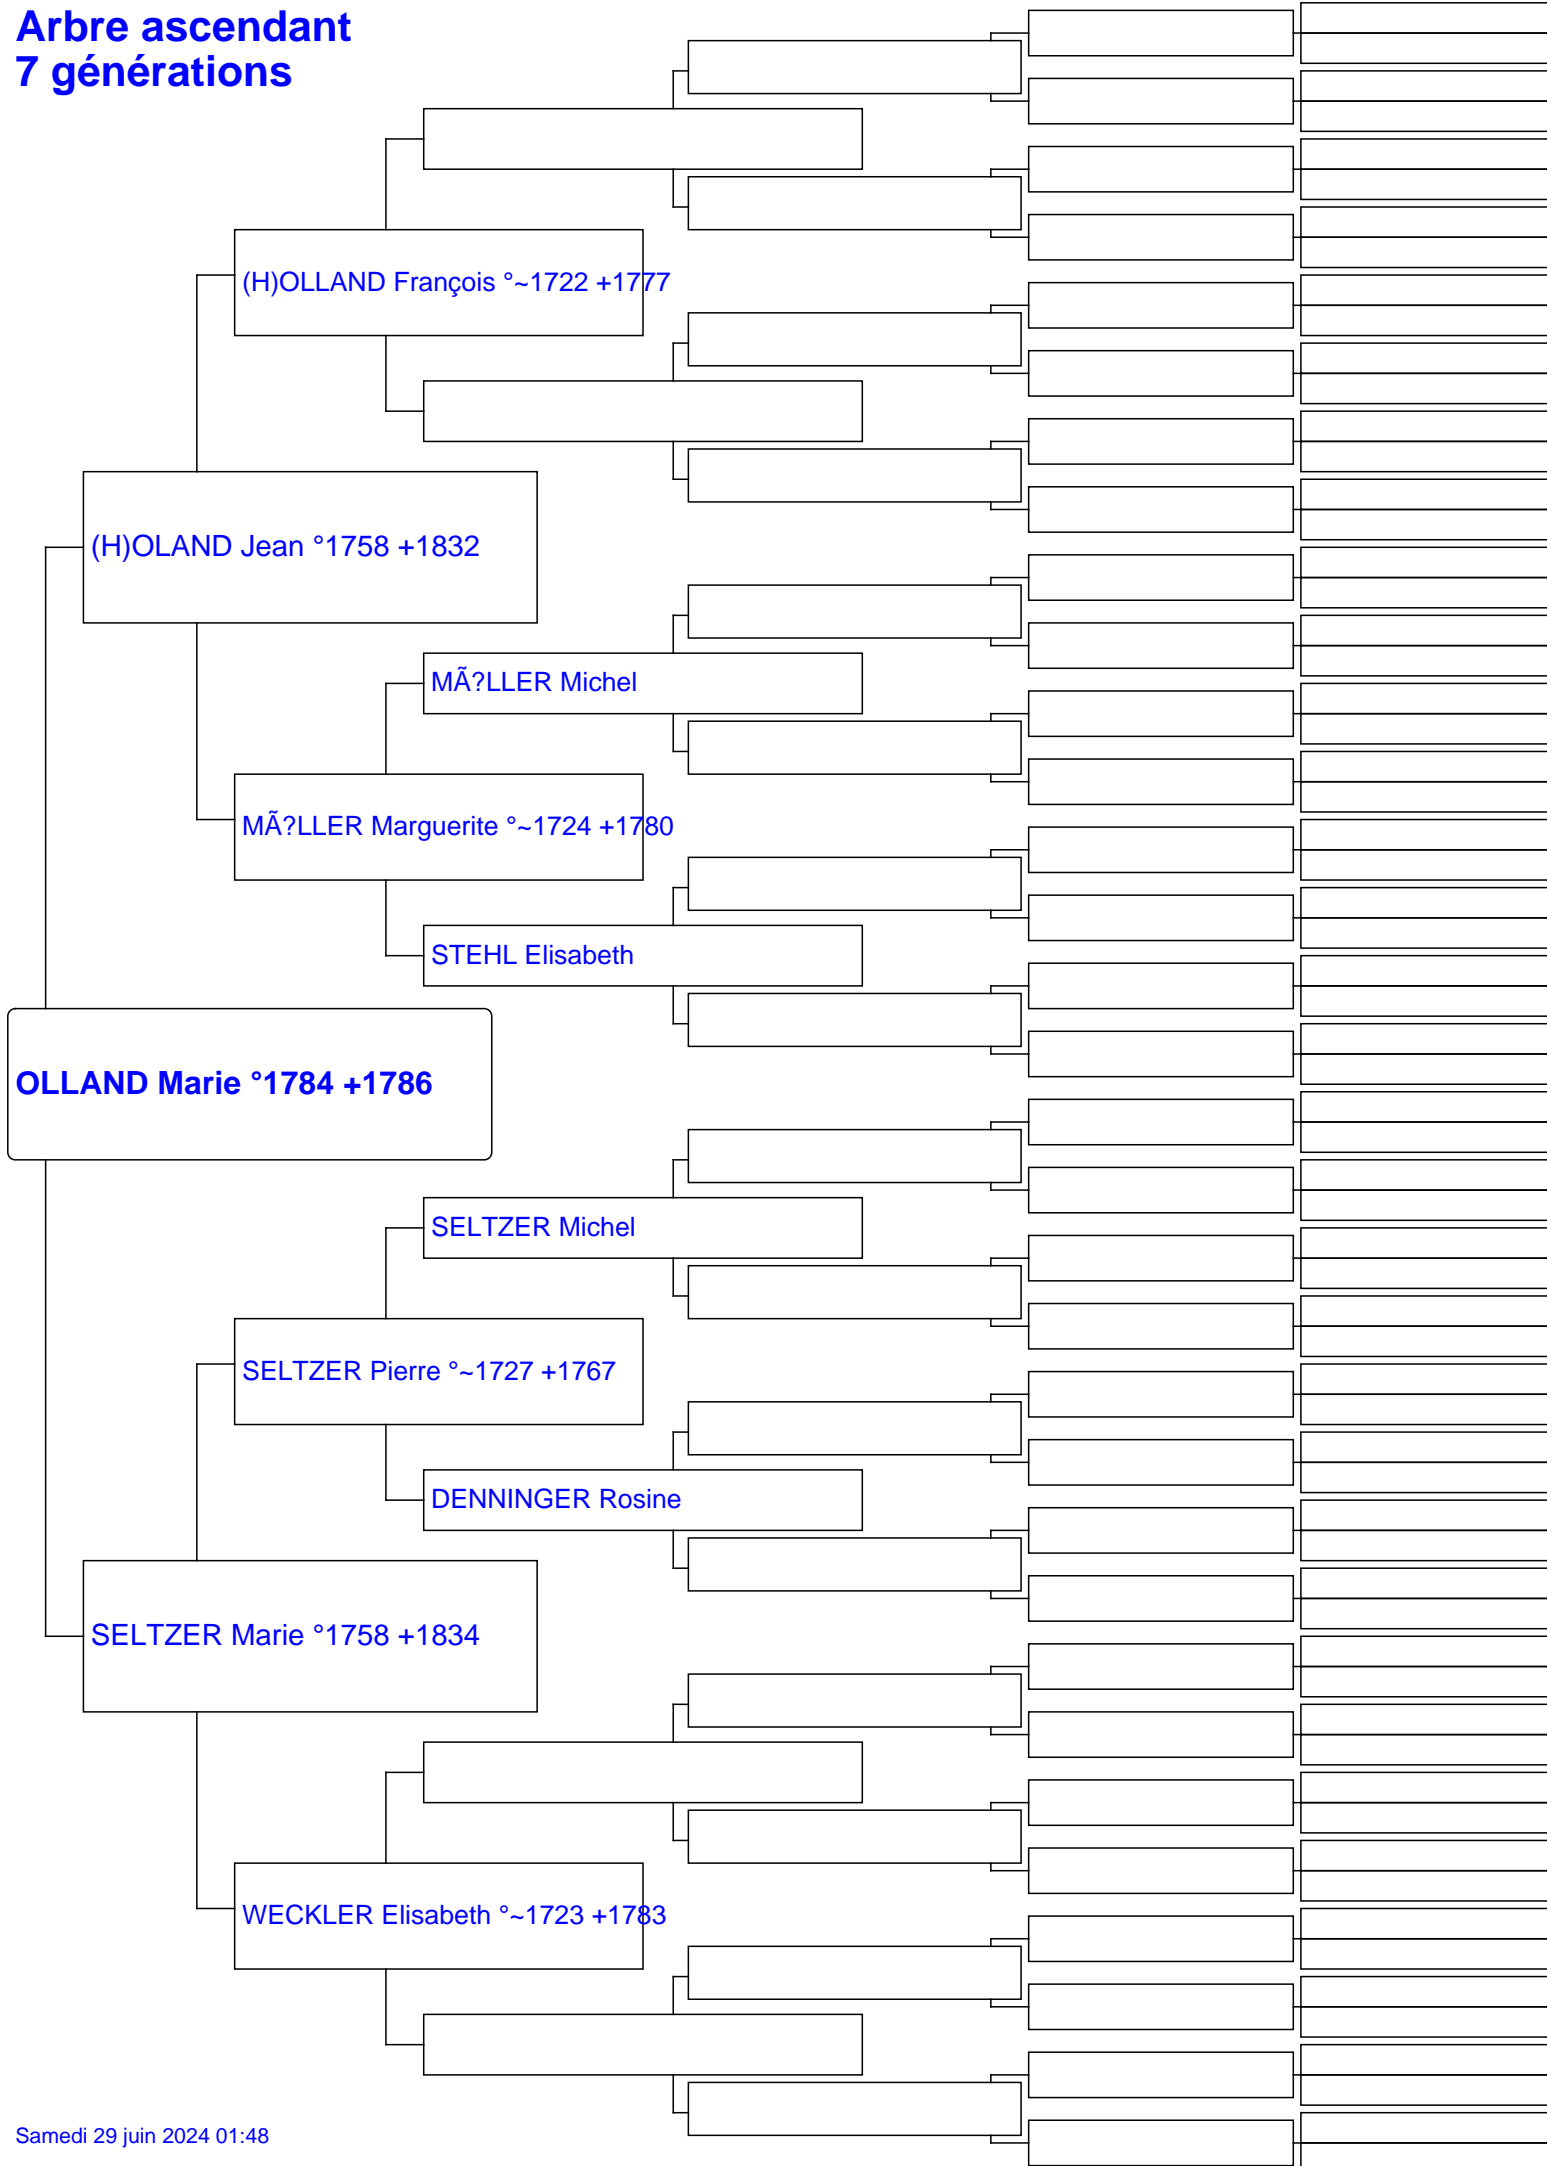 Arbre ascendant
7 générations
(H)OLLAND François °~1722 +1777
(H)OLAND Jean °1758 +1832
MÃ?LLER Michel
MÃ?LLER Marguerite °~1724 +1780
STEHL Elisabeth
OLLAND Marie °1784 +1786
SELTZER Michel
SELTZER Pierre °~1727 +1767
DENNINGER Rosine
SELTZER Marie °1758 +1834
WECKLER Elisabeth °~1723 +1783
Samedi 29 juin 2024 01:48